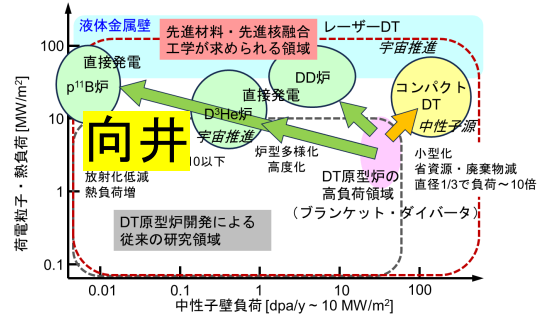 液体金属壁
先進材料・先進核融合
工学が求められる領域
レーザーDT
宇宙推進
直接発電
p¹¹B炉
DD炉
直接発電
コンパクト
DT
D³He炉
宇宙推進
中性子源
向井
10以下
放射化低減
熱負荷増
炉型多様化
高度化
小型化
省資源・廃棄物減
直径1/3で負荷~10倍
DT原型炉の
高負荷領域
(ブランケット・ダイバータ)
DT原型炉開発による
従来の研究領域
荷電粒子・熱負荷 [MW/m²]
100
10
1
0.1
0.01
0.1
1
10
100
中性子壁負荷 [dpa/y ~ 10 MW/m²]